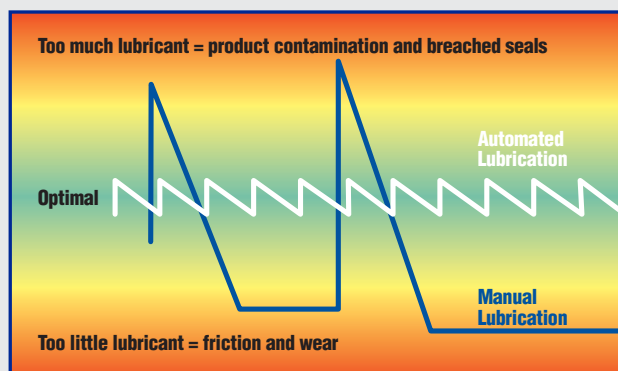 Too much lubricant = product contamination and breached seals
Automated
Lubrication
Optimal
Manual
Lubrication
Too little lubricant = friction and wear